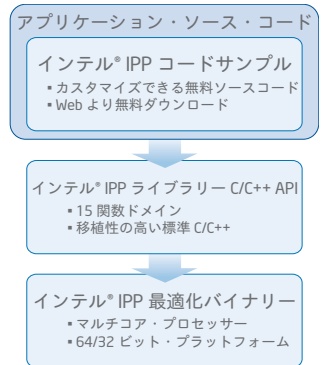 アプリケーション・ソース・コード
インテル® IPP コードサンプル
▪ カスタマイズできる無料ソースコード
▪ Web より無料ダウンロード
インテル® IPP ライブラリー C/C++ API
▪ 15 関数ドメイン
▪ 移植性の高い標準 C/C++
インテル® IPP 最適化バイナリー
▪ マルチコア・プロセッサー
▪ 64/32 ビット・プラットフォーム